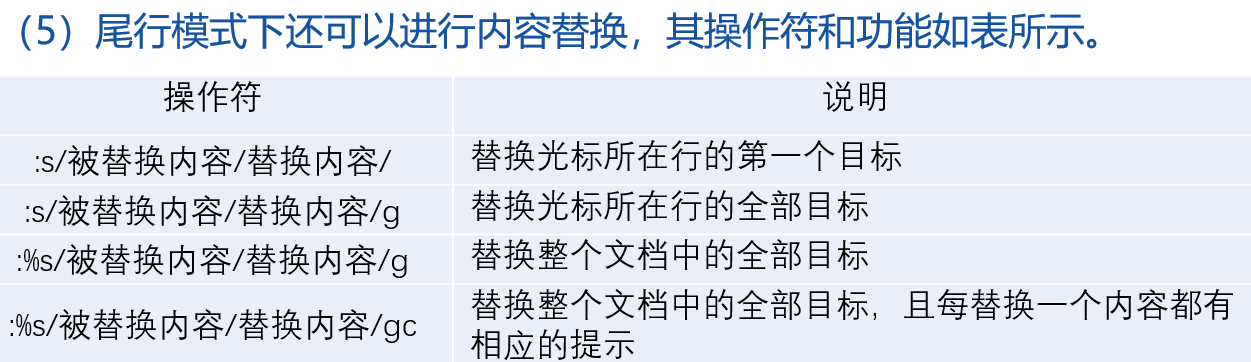 （5）尾行模式下还可以进行内容替换，其操作符和功能如表所示。
操作符 说明
:s/被替换内容/替换内容/ 替换光标所在行的第一个目标
:s/被替换内容/替换内容/g 替换光标所在行的全部目标
:%s/被替换内容/替换内容/g 替换整个文档中的全部目标
:%s/被替换内容/替换内容/gc 替换整个文档中的全部目标，且每替换一个内容都有
相应的提示